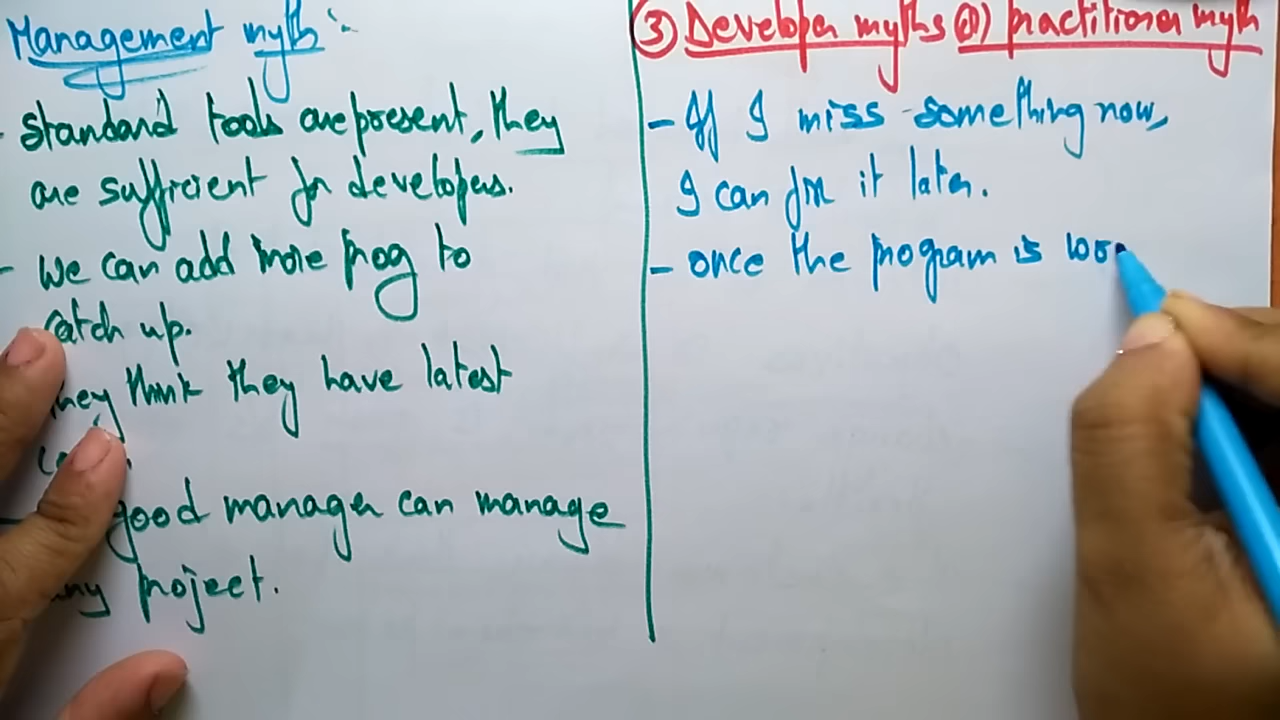 Management myth:-
- Standard tools are present, they
are sufficient for developers.
- We can add more prog to
catch up.
they think they have latest
good manager can manage
any project.
③ Developer myths (or) practitioner myth
- If I miss something now,
I can fix it later.
- once the program is wor